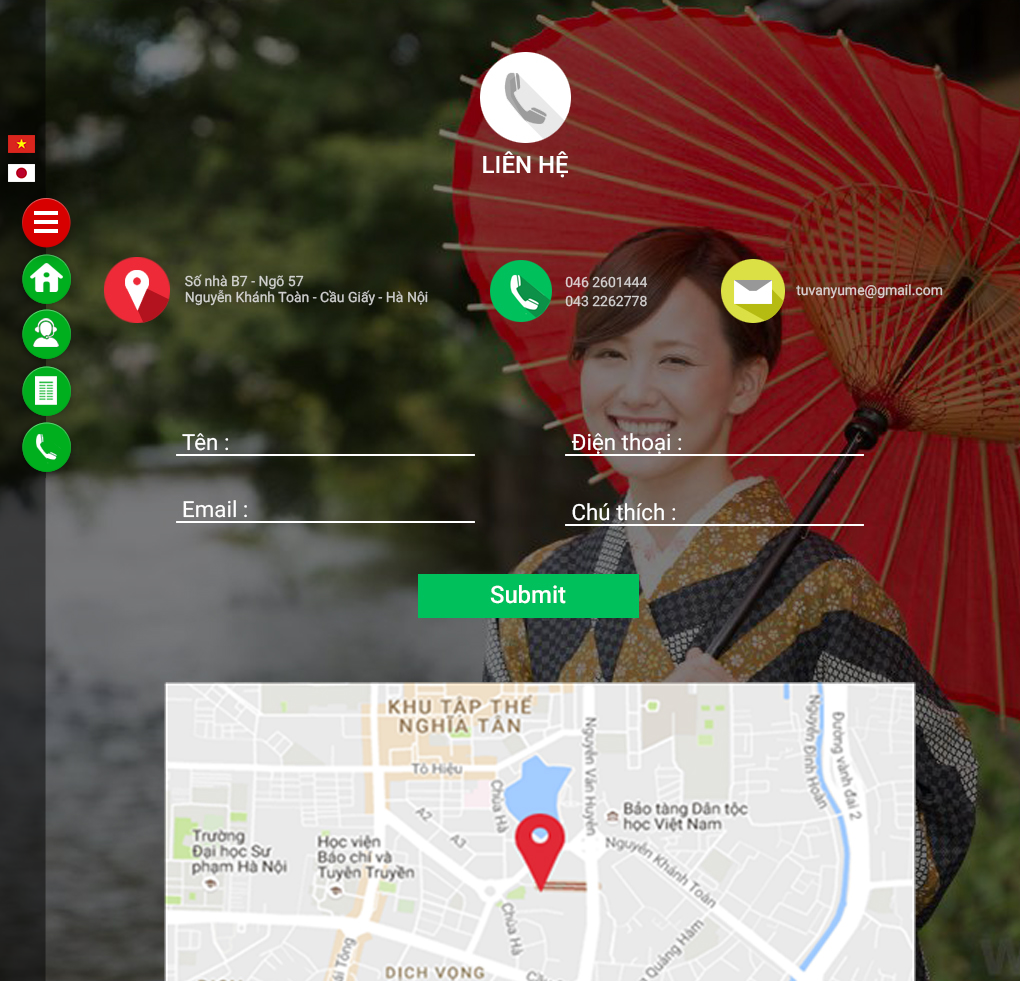 LIÊN HỆ
Số nhà B7 - Ngõ 57
Nguyễn Khánh Toàn - Cầu Giấy - Hà Nội
046 2601444
043 2262778
tuvanyume@gmail.com
Tên :
Điện thoại :
Email :
Chú thích :
Submit
KHU TẬP THỂ
NGHĨA TÂN
Tô Hiệu
Nguyễn Văn Huyên
Nguyễn Đình Hoàn
Đường vành đai 2
Chùa Hà
A2
A3
Bảo tàng Dân tộc
học Việt Nam
Trường
Đại học Sư
phạm Hà Nội
Học viện
Báo chí và
Tuyên Truyền
Nguyễn Khánh Toàn
Chùa Hà
Quảng Hàm
DỊCH VỌNG